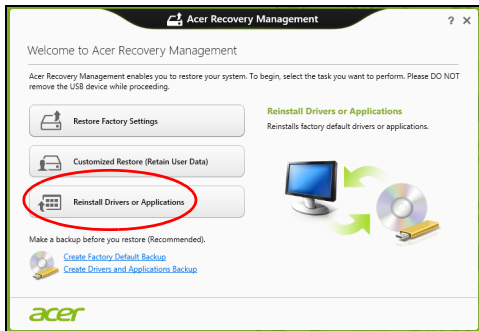 Acer Recovery Management
? X
Welcome to Acer Recovery Management
Acer Recovery Management enables you to restore your system. To begin, select the task you want to perform. Please DO NOT
remove the USB device while proceeding.
Restore Factory Settings
Customized Restore (Retain User Data)
Reinstall Drivers or Applications
Reinstall Drivers or Applications
Reinstalls factory default drivers or applications.
Make a backup before you restore (Recommended).
Create Factory Default Backup
Create Drivers and Applications Backup
acer